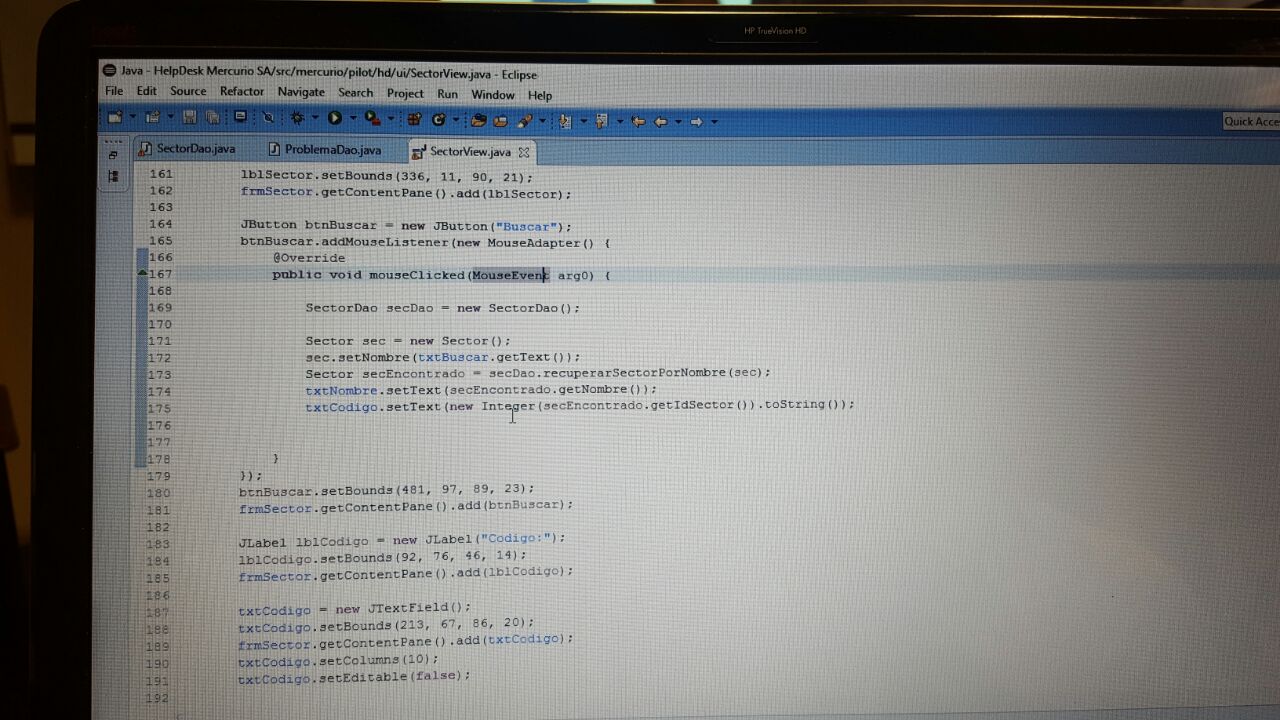 HP TrueVision HD
Java - HelpDesk Mercurio SA/src/mercurio/pilot/hd/ui/SectorView.java - Eclipse
File Edit Source Refactor Navigate Search Project Run Window Help
Quick Acce
SectorDao.java ProblemaDao.java SectorView.java
161 lblSector.setBounds(336, 11, 90, 21);
162 frmSector.getContentPane().add(lblSector);
163
164 JButton btnBuscar = new JButton("Buscar");
165 btnBuscar.addMouseListener(new MouseAdapter() {
166 @Override
167 public void mouseClicked(MouseEvent arg0) {
168
169 SectorDao secDao = new SectorDao();
170
171 Sector sec = new Sector();
172 sec.setNombre(txtBuscar.getText());
173 Sector secEncontrado = secDao.recuperarSectorPorNombre(sec);
174 txtNombre.setText(secEncontrado.getNombre());
175 txtCodigo.setText(new Integer(secEncontrado.getIdSector()).toString());
176
177
178 }
179 });
180 btnBuscar.setBounds(481, 97, 89, 23);
181 frmSector.getContentPane().add(btnBuscar);
182
183 JLabel lblCodigo = new JLabel("Codigo:");
184 lblCodigo.setBounds(92, 76, 46, 14);
185 frmSector.getContentPane().add(lblCodigo);
186
187 txtCodigo = new JTextField();
188 txtCodigo.setBounds(213, 67, 86, 20);
189 frmSector.getContentPane().add(txtCodigo);
190 txtCodigo.setColumns(10);
191 txtCodigo.setEditable(false);
192